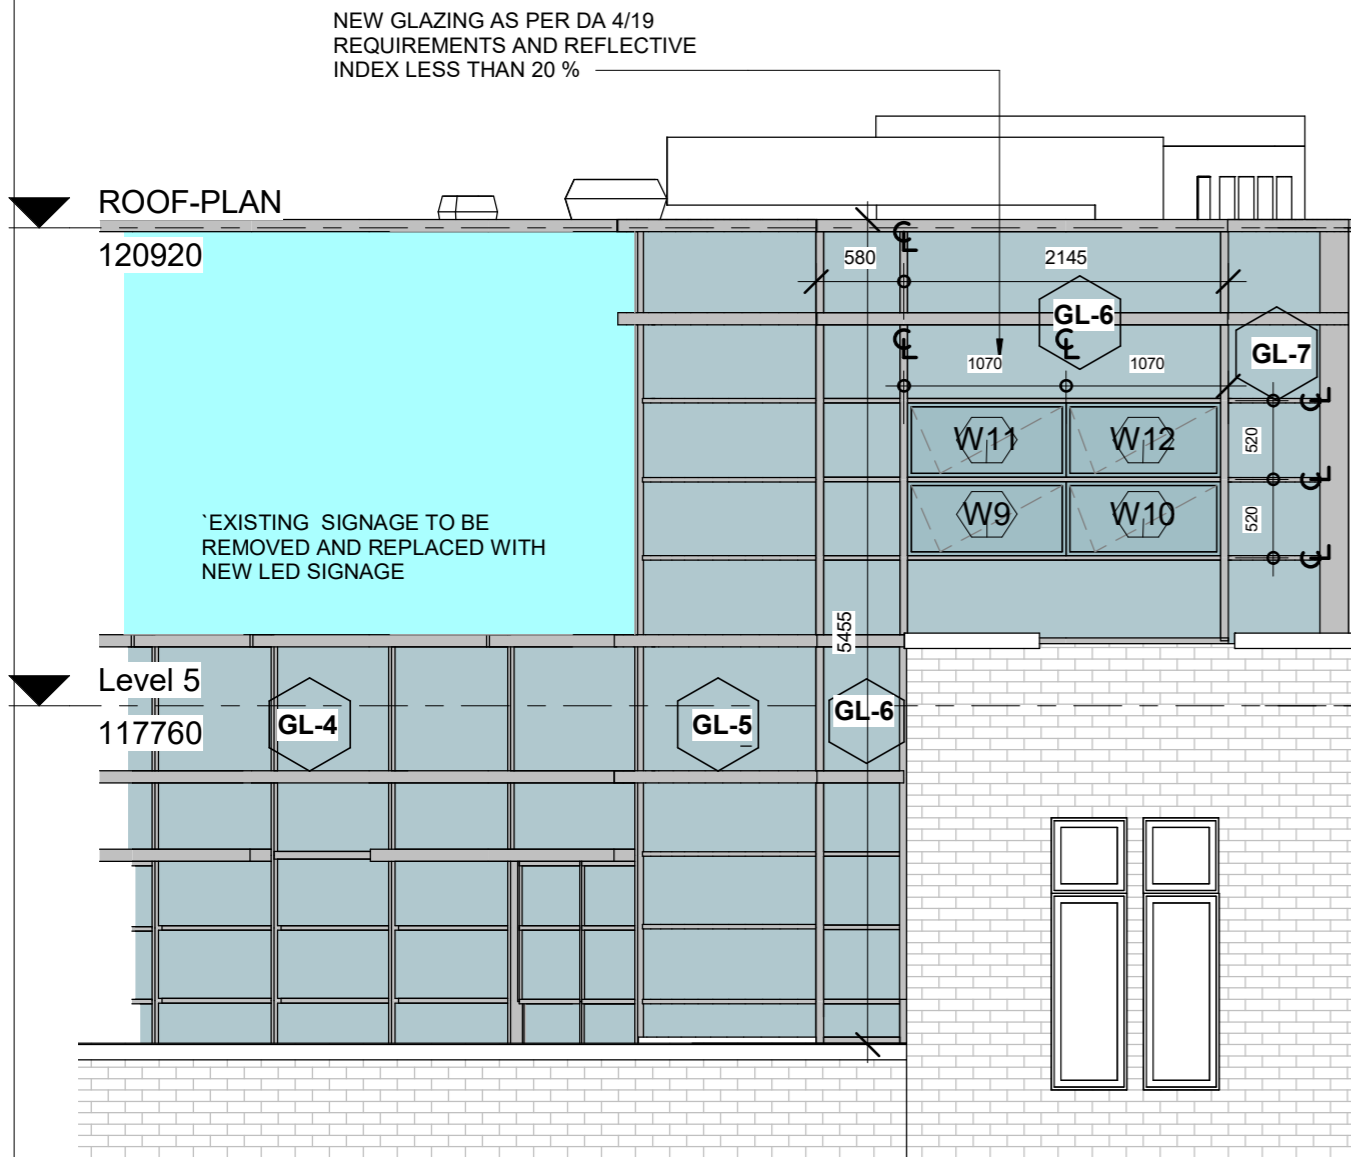 NEW GLAZING AS PER DA 4/19
REQUIREMENTS AND REFLECTIVE
INDEX LESS THAN 20 %
ROOF-PLAN
120920
580
2145
GL-6
GL-7
1070
1070
W11
W12
520
W9
W10
520
`EXISTING SIGNAGE TO BE
REMOVED AND REPLACED WITH
NEW LED SIGNAGE
5455
Level 5
117760
GL-4
GL-5
GL-6